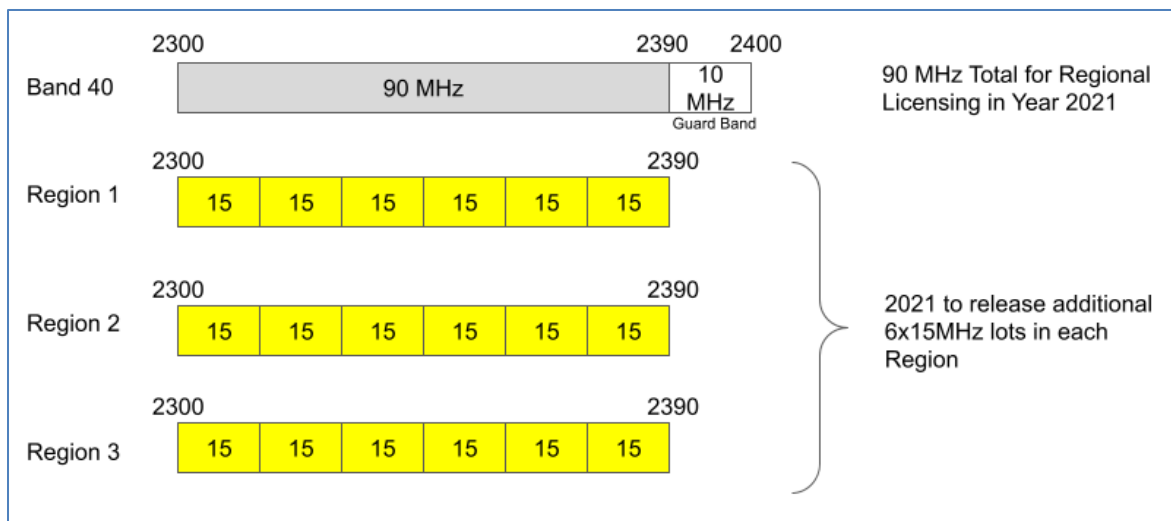 2300 2390 2400
Band 40 90 MHz 10 MHz 90 MHz Total for Regional
Guard Band Licensing in Year 2021
2300 2390
Region 1 15 15 15 15 15 15
2300 2390
Region 2 15 15 15 15 15 15
2021 to release additional
6x15MHz lots in each
Region
2300 2390
Region 3 15 15 15 15 15 15